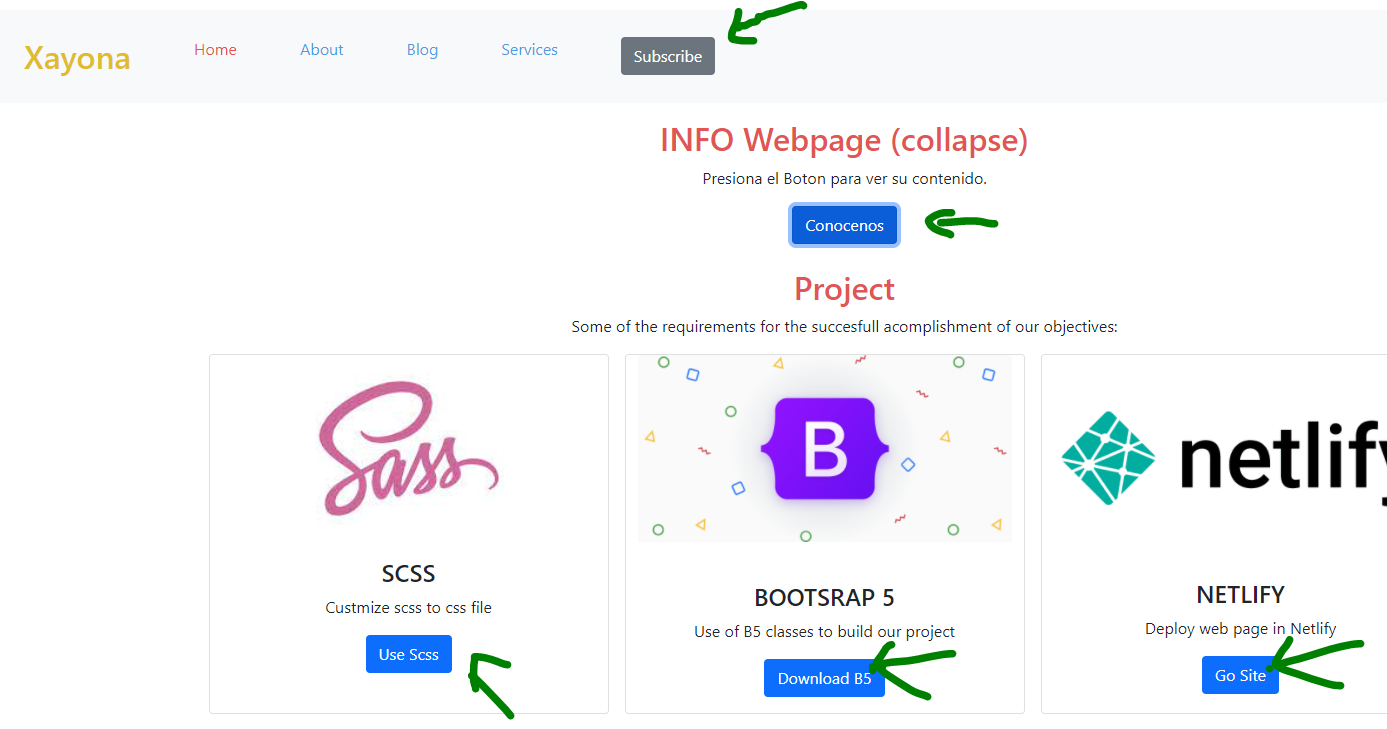 Xayona Home About Blog Services Subscribe
INFO Webpage (collapse)
Presiona el Boton para ver su contenido.
Conocenos
Project
Some of the requirements for the succesfull acomplishment of our objectives:
Sass
B
netlify
SCSS
Custmize scss to css file
Use Scss
BOOTSRAP 5
Use of B5 classes to build our project
Download B5
NETLIFY
Deploy web page in Netlify
Go Site